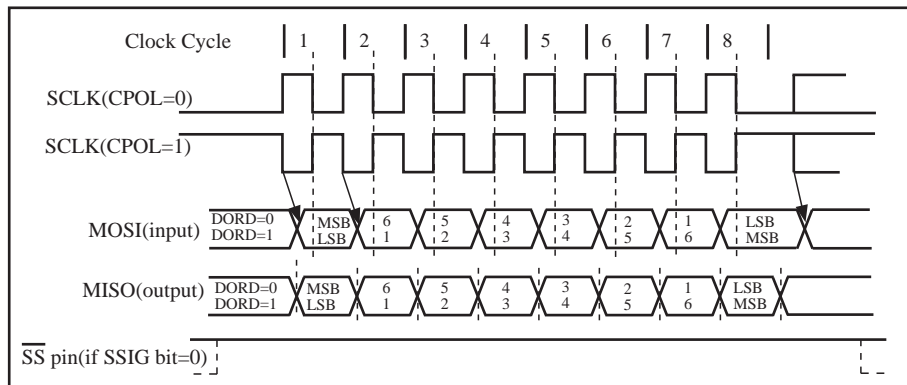 Clock Cycle 1 2 3 4 5 6 7 8
SCLK(CPOL=0)
SCLK(CPOL=1)
MOSI(input)
DORD=0 MSB 6 5 4 3 2 1 LSB
DORD=1 LSB 1 2 3 4 5 6 MSB
MISO(output)
DORD=0 MSB 6 5 4 3 2 1 LSB
DORD=1 LSB 1 2 3 4 5 6 MSB
SS pin(if SSIG bit=0)